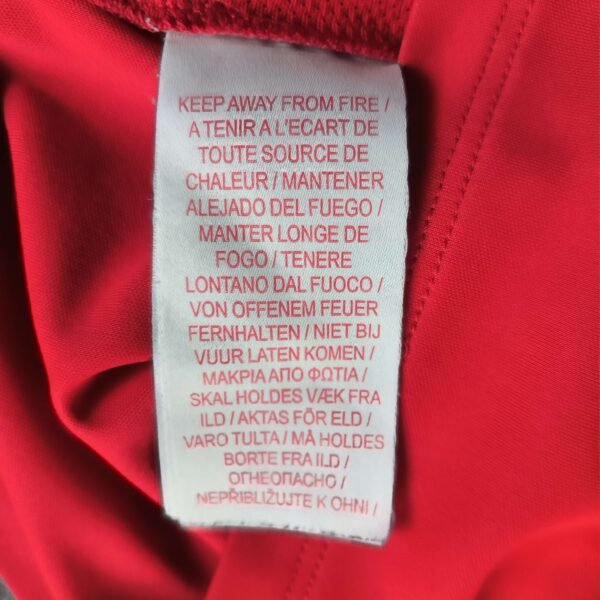 KEEP AWAY FROM FIRE /
A TENIR A L'ECART DE
TOUTE SOURCE DE
CHALEUR / MANTENER
ALEJADO DEL FUEGO /
MANTER LONGE DE
FOGO / TENERE
LONTANO DAL FUOCO /
VON OFFENEM FEUER
FERNHALTEN / NIET BIJ
VUUR LATEN KOMEN /
ΜΑΚΡΙΑ ΑΠΟ ΦΩΤΙΑ /
SKAL HOLDES VÆK FRA
ILD / AKTAS FÖR ELD /
VARO TULTA / MÅ HOLDES
BORTE FRA ILD /
ОГНЕОПАСНО /
NEPŘIBLIŽUJTE K OHNI /